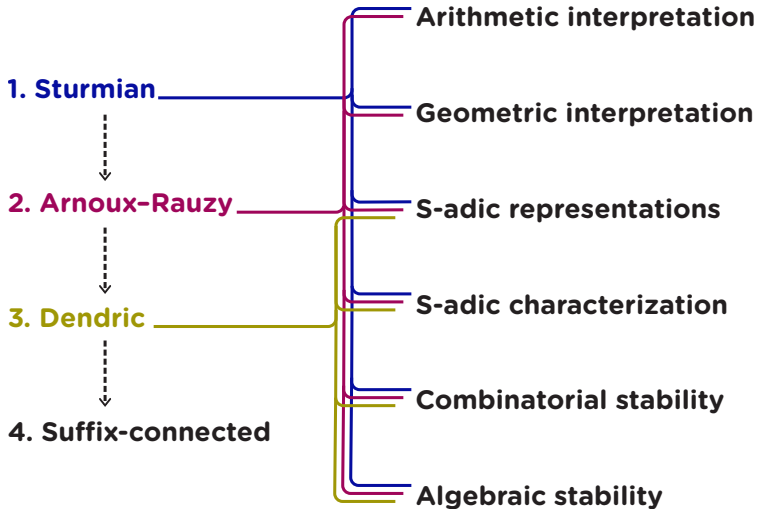 1. Sturmian
2. Arnoux–Rauzy
3. Dendric
4. Suffix-connected
Arithmetic interpretation
Geometric interpretation
S-adic representations
S-adic characterization
Combinatorial stability
Algebraic stability